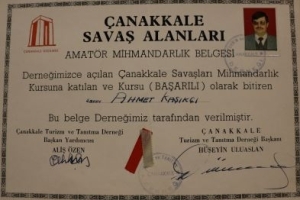 ÇANAKKALE
SAVAŞ ALANLARI
AMATÖR MİHMANDARLIK BELGESİ
Derneğimizce açılan Çanakkale Savaşları Mihmandarlık
Kursuna katılan ve Kursu (BAŞARILI) olarak bitiren
AHMET KAŞIKÇI
Bu belge Derneğimiz tarafından verilmiştir.
Çanakkale Turizm ve Tanıtma Derneği
Başkan Yardımcısı
ALİŞ ÖZEN
ÇANAKKALE
Turizm ve Tanıtma Derneği Başkanı
HÜSEYİN ULUASLAN